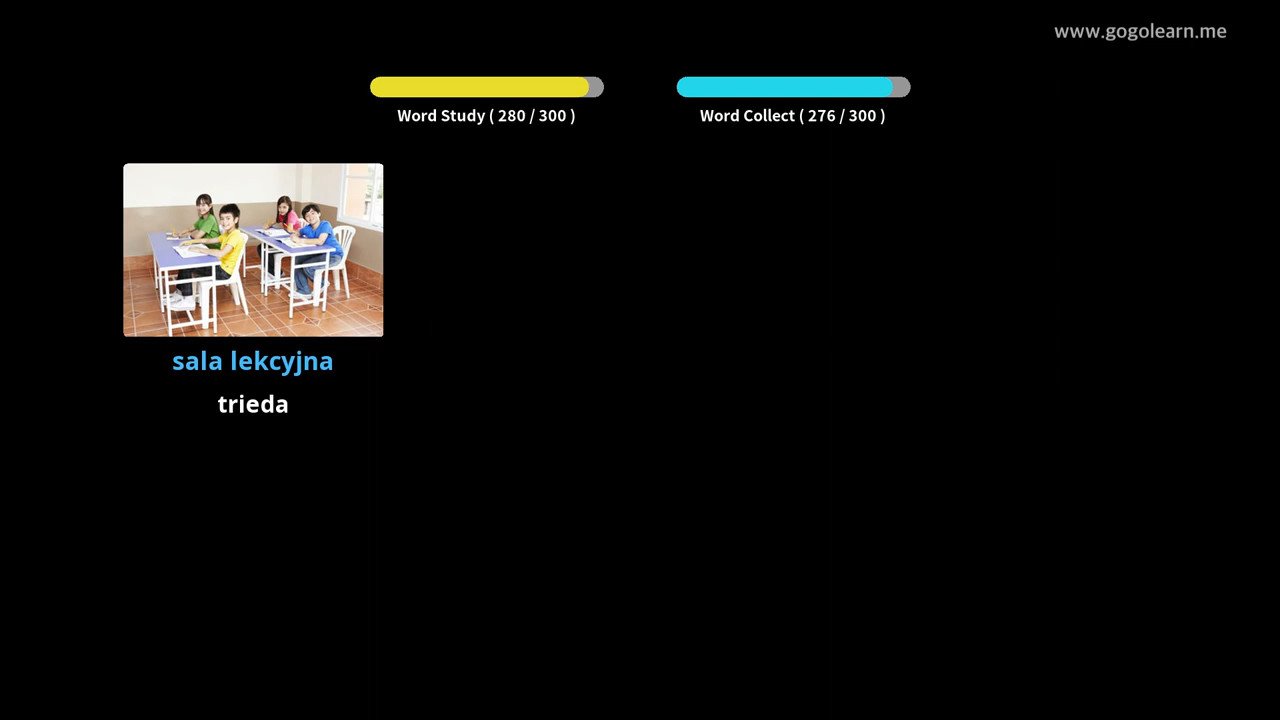 www.gogolearn.me
Word Study ( 280 / 300 )
Word Collect ( 276 / 300 )
sala lekcyjna
trieda